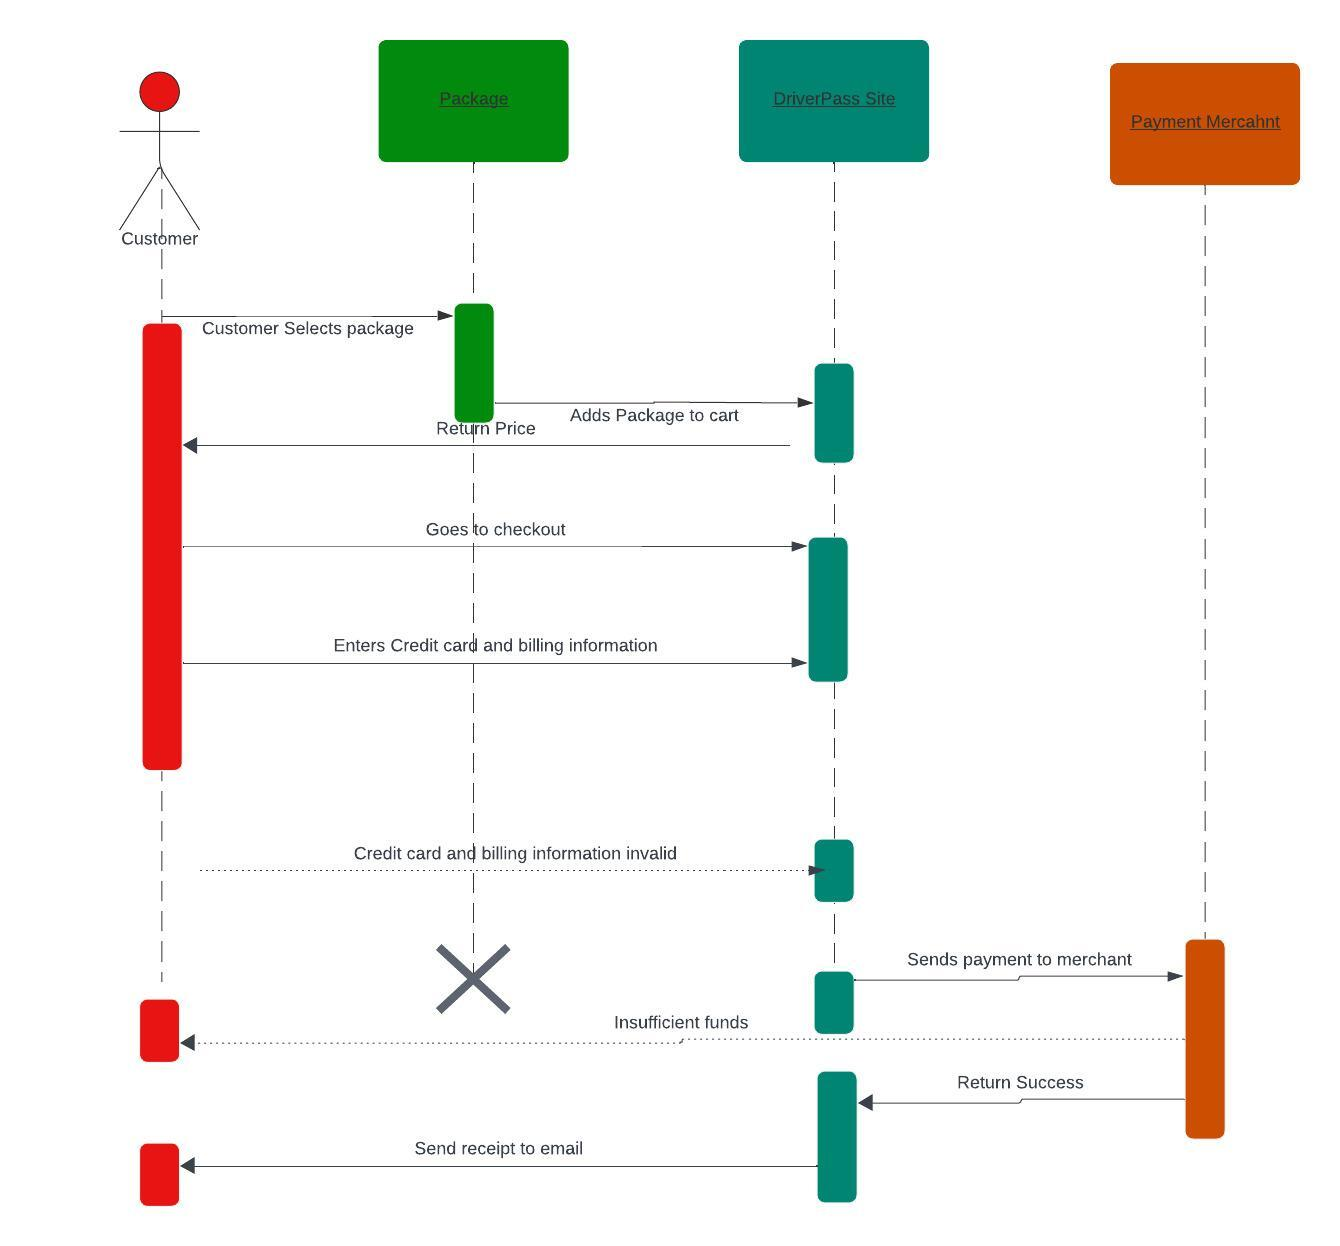 Package
DriverPass Site
Payment Mercahnt
Customer
Customer Selects package
Adds Package to cart
Return Price
Goes to checkout
Enters Credit card and billing information
Credit card and billing information invalid
Sends payment to merchant
Insufficient funds
Return Success
Send receipt to email